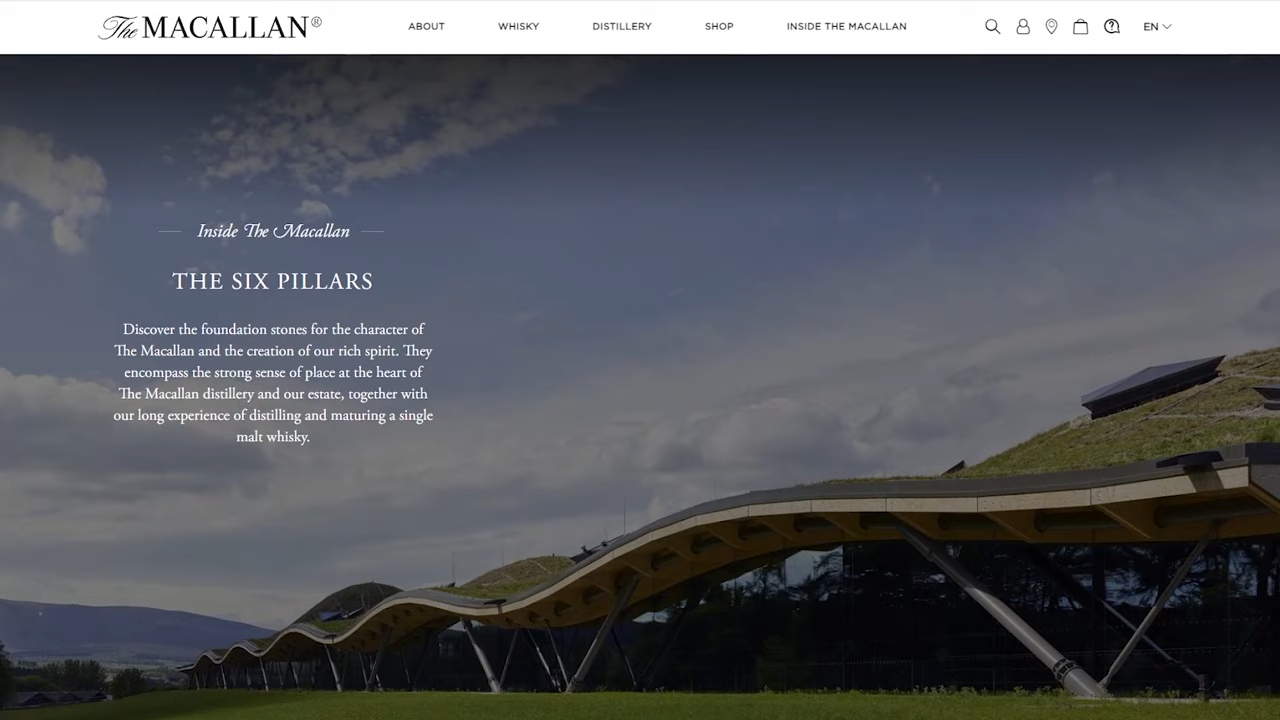 The MACALLAN®
ABOUT
WHISKY
DISTILLERY
SHOP
INSIDE THE MACALLAN
EN
Inside The Macallan
THE SIX PILLARS
Discover the foundation stones for the character of
The Macallan and the creation of our rich spirit. They
encompass the strong sense of place at the heart of
The Macallan distillery and our estate, together with
our long experience of distilling and maturing a single
malt whisky.